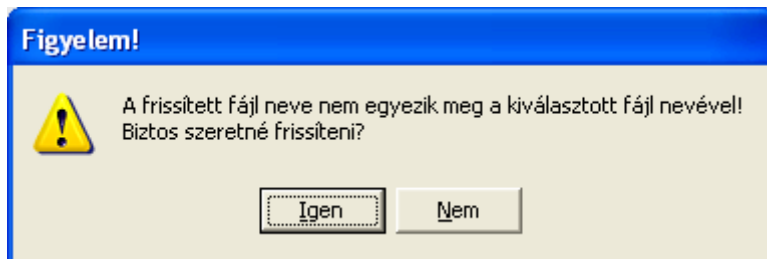 Figyelem!
A frissített fájl neve nem egyezik meg a kiválasztott fájl nevével!
Biztos szeretné frissíteni?
Igen
Nem